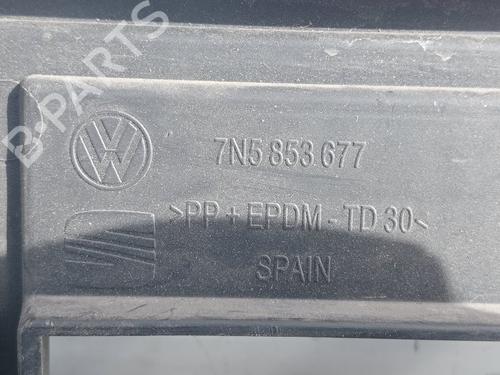 B-PARTS
7N5 853 677
>PP + EPDM - TD 30<
SPAIN